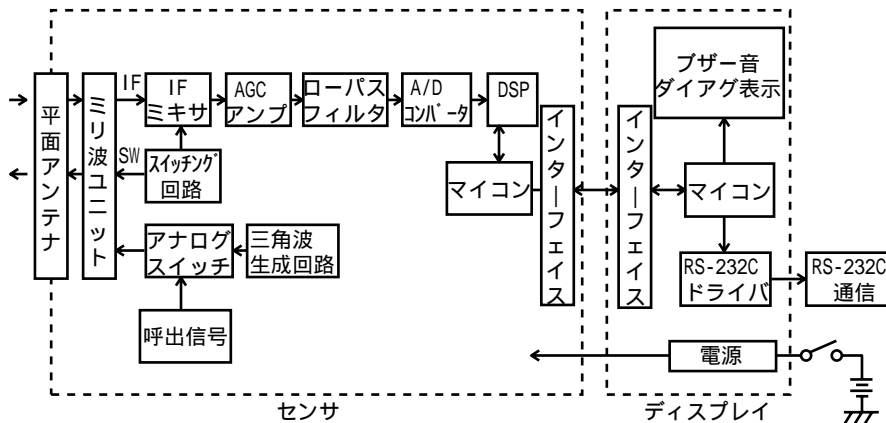 平面アンテナ
ミリ波ユニット
IF
SW
IF
ミキサ
AGC
アンプ
ローパス
フィルタ
A/D
ｺﾝﾊﾞｰﾀ
DSP
ｽｲｯﾁﾝｸﾞ
回路
アナログ
スイッチ
三角波
生成回路
呼出信号
マイコン
インターフェイス
センサ
インターフェイス
ブザー音
ダイアグ表示
マイコン
RS-232C
ドライバ
RS-232C
通信
電源
ディスプレイ